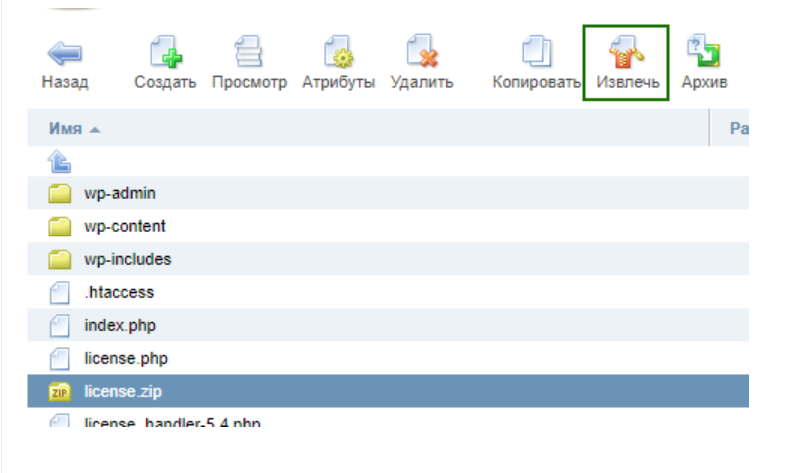 Назад Создать Просмотр Атрибуты Удалить Копировать Извлечь Архив
Имя Ра
wp-admin
wp-content
wp-includes
.htaccess
index.php
license.php
ZIP license.zip
license_handler-5.4.php